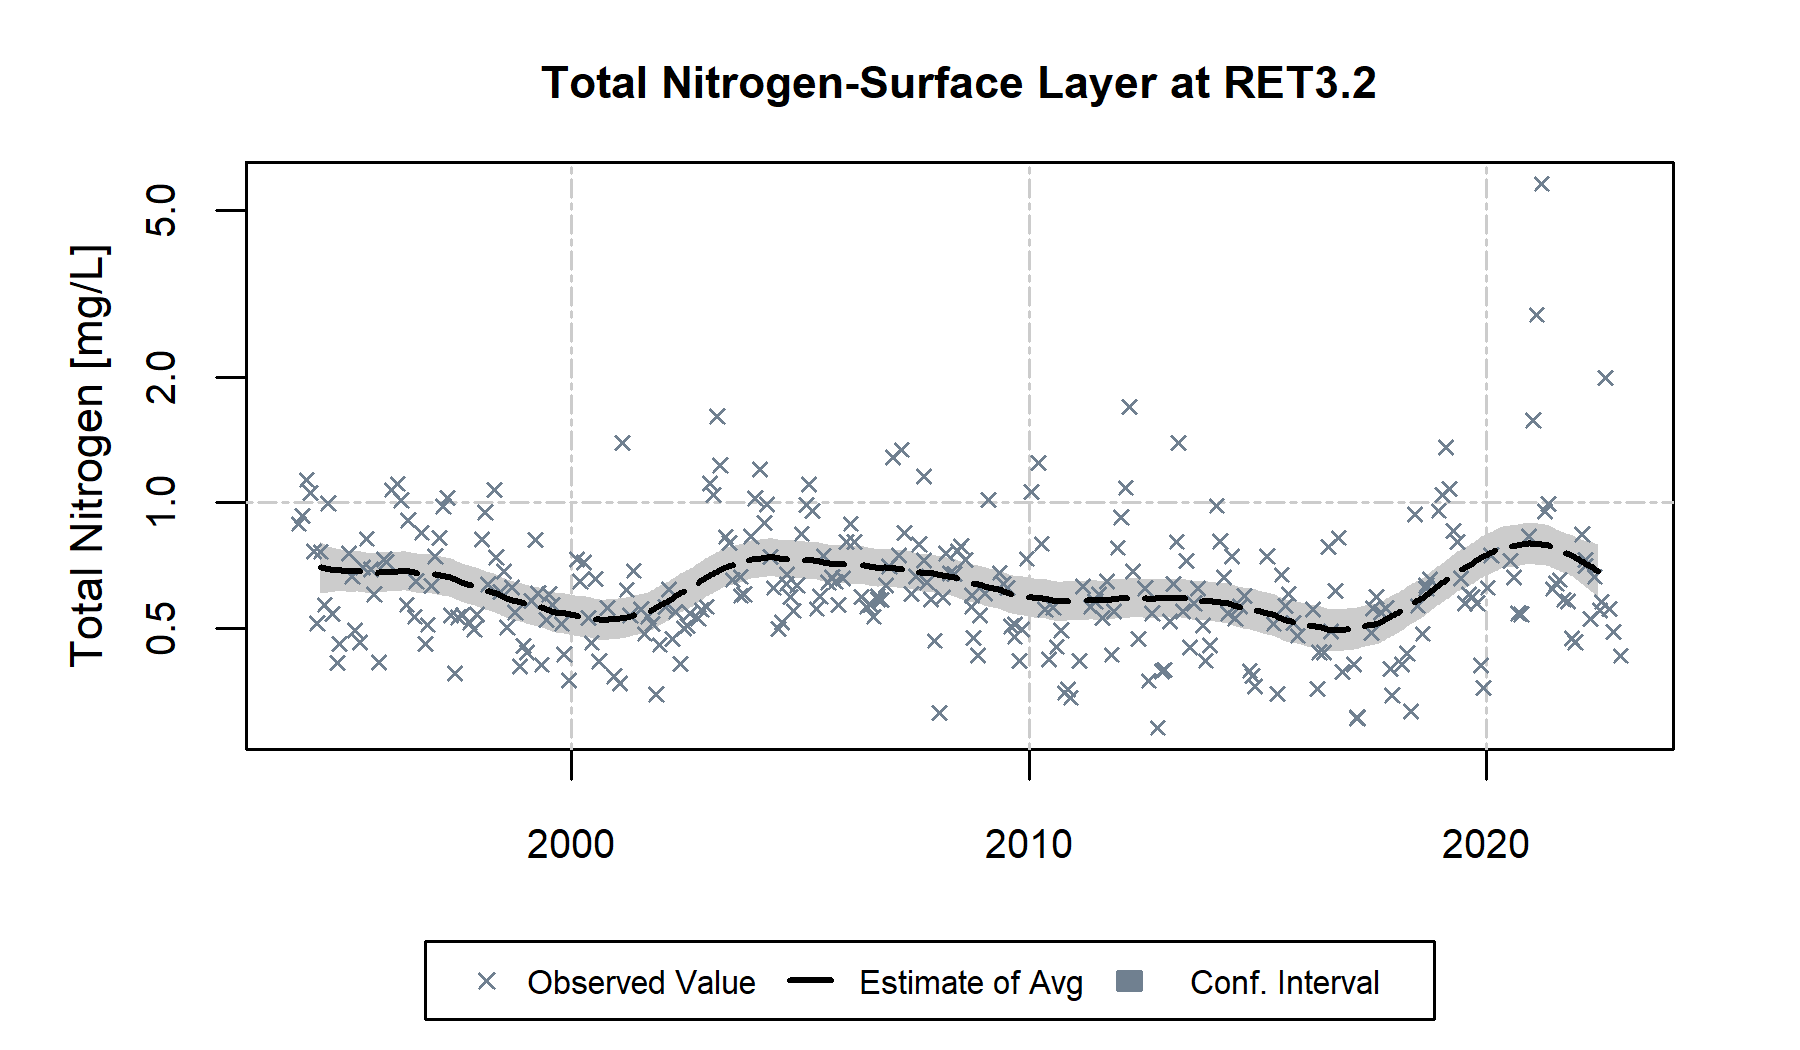 Total Nitrogen-Surface Layer at RET3.2
Total Nitrogen [mg/L]
5.0
2.0
1.0
0.5
2000 2010 2020
Observed Value Estimate of Avg Conf. Interval